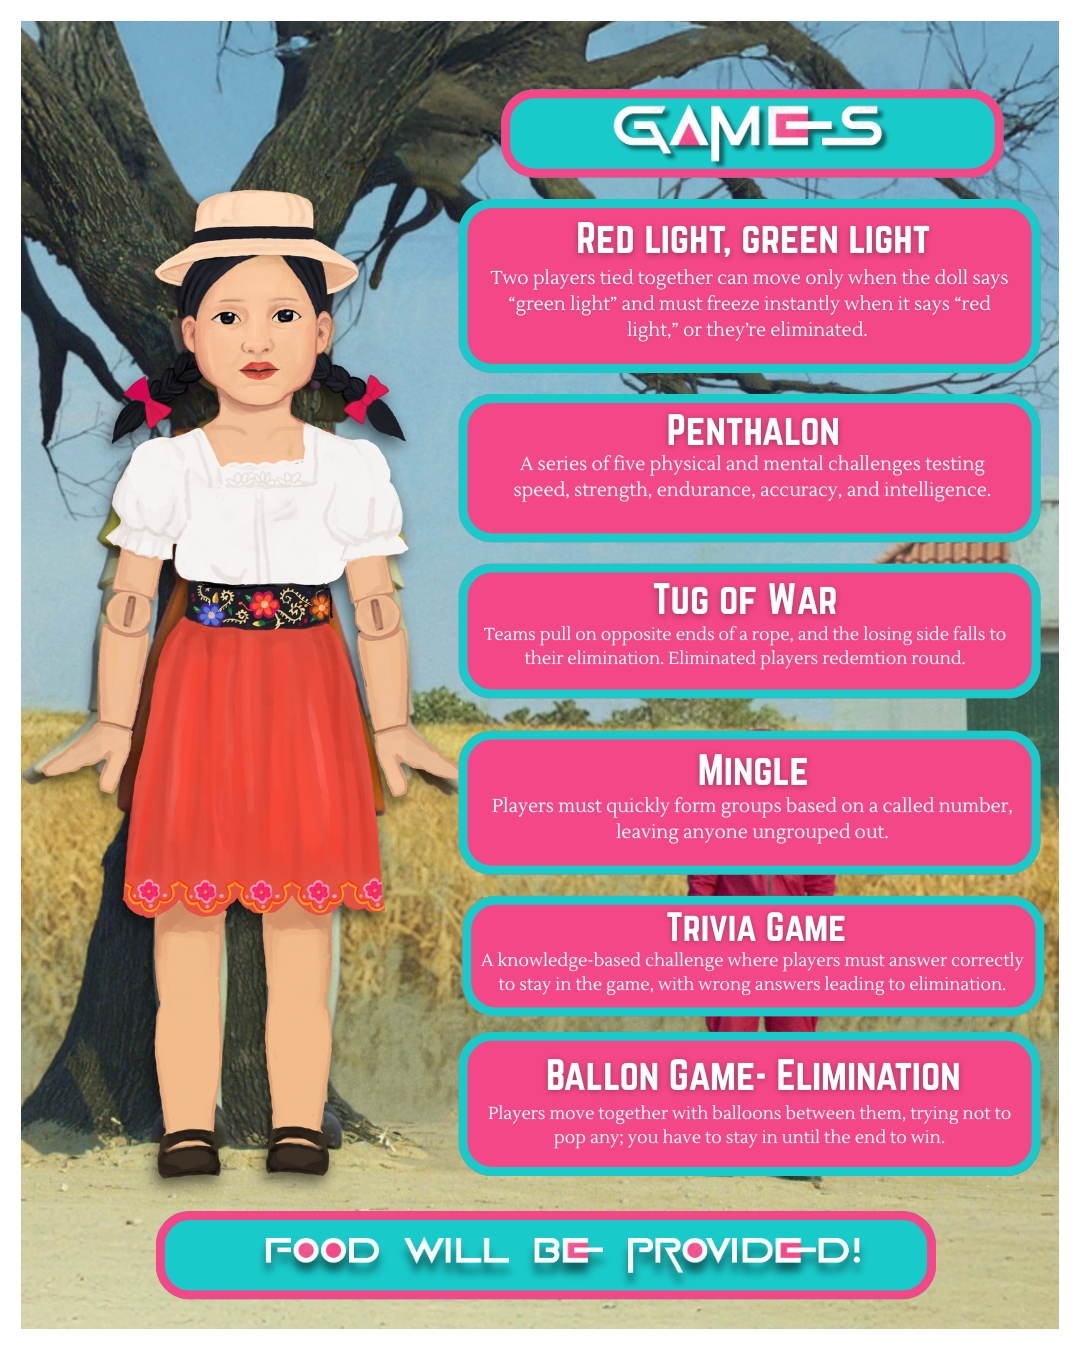 GAMES
RED LIGHT, GREEN LIGHT
Two players tied together can move only when the doll says
“green light” and must freeze instantly when it says “red
light,” or they’re eliminated.
PENTHALON
A series of five physical and mental challenges testing
speed, strength, endurance, accuracy, and intelligence.
TUG OF WAR
Teams pull on opposite ends of a rope, and the losing side falls to
their elimination. Eliminated players redemtion round.
MINGLE
Players must quickly form groups based on a called number,
leaving anyone ungrouped out.
TRIVIA GAME
A knowledge-based challenge where players must answer correctly
to stay in the game, with wrong answers leading to elimination.
BALLON GAME- ELIMINATION
Players move together with balloons between them, trying not to
pop any; you have to stay in until the end to win.
FOOD WILL BE PROVIDED!